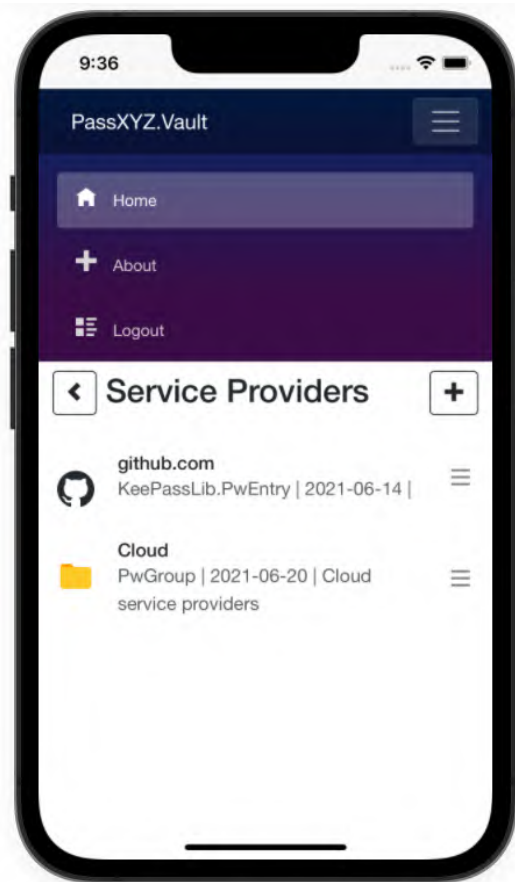 9:36
PassXYZ.Vault
Home
About
Logout
Service Providers
github.com
KeePassLib.PwEntry | 2021-06-14 |
Cloud
PwGroup | 2021-06-20 | Cloud
service providers